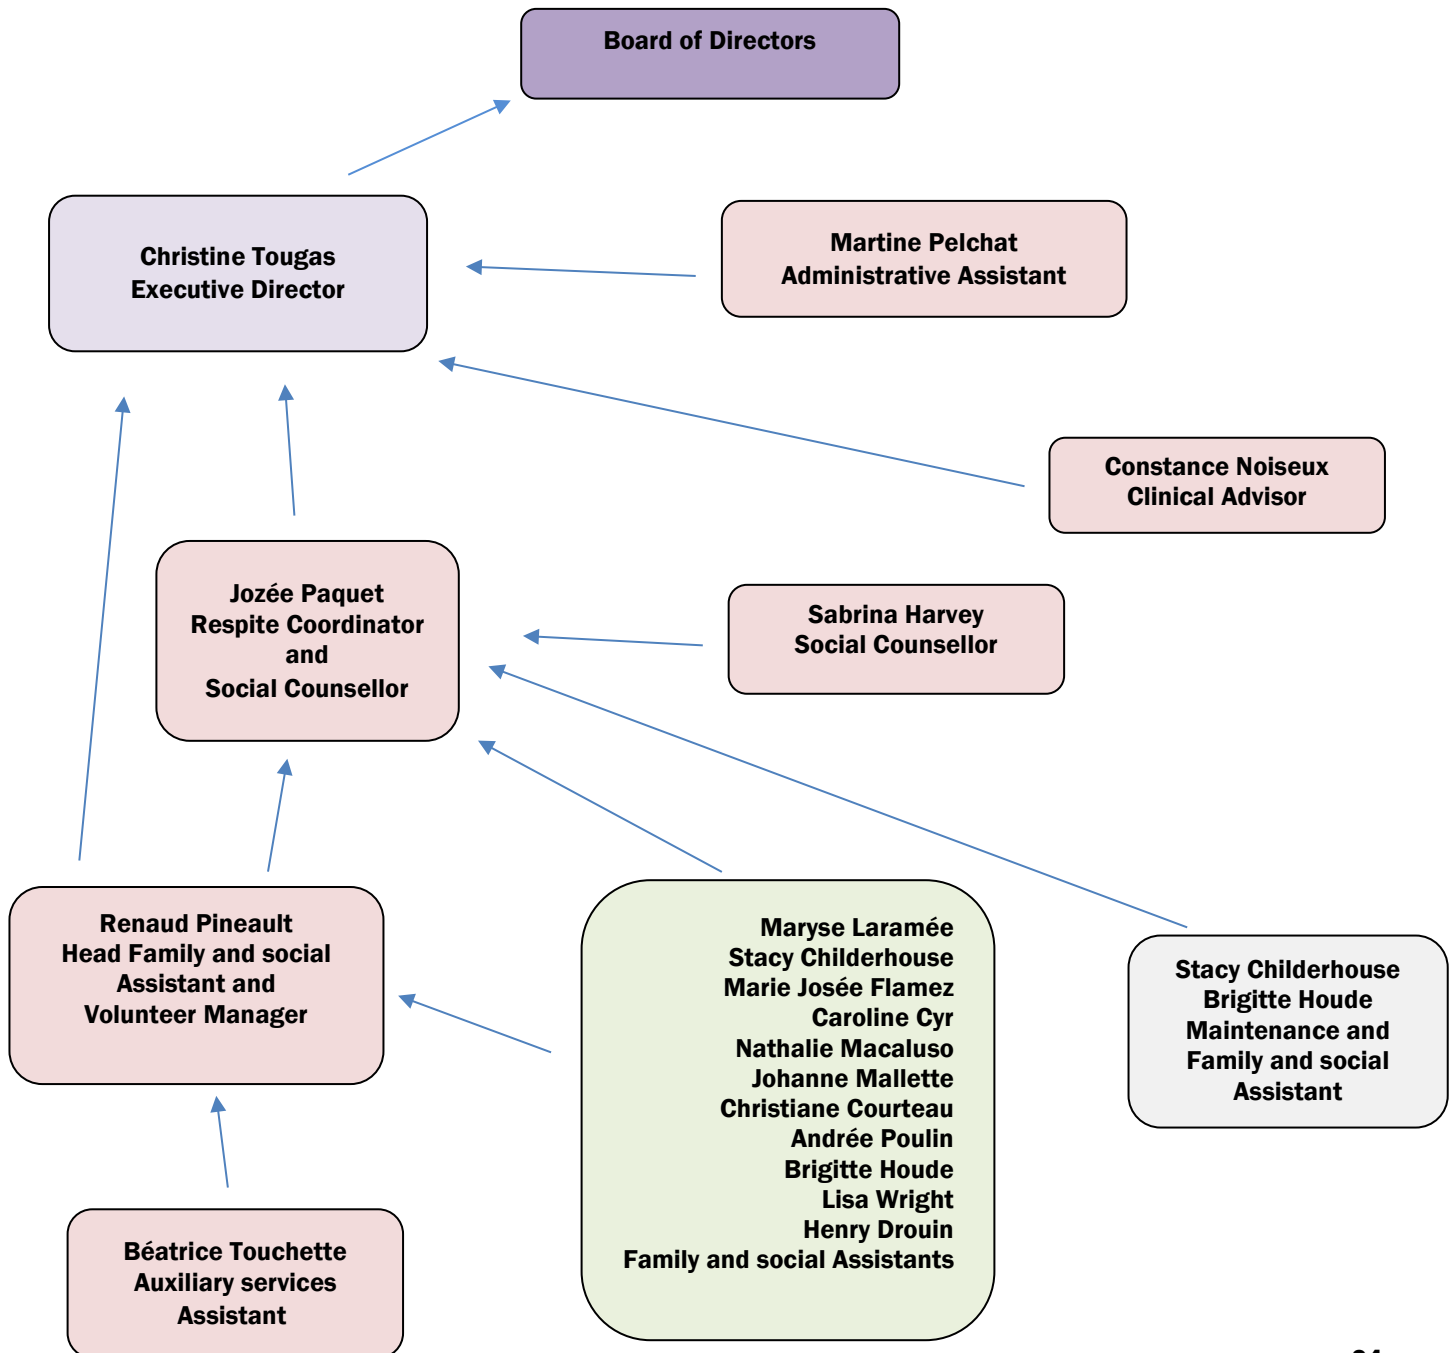 Board of Directors
Christine Tougas
Executive Director
Martine Pelchat
Administrative Assistant
Constance Noiseux
Clinical Advisor
Jozée Paquet
Respite Coordinator
and
Social Counsellor
Sabrina Harvey
Social Counsellor
Renaud Pineault
Head Family and social
Assistant and
Volunteer Manager
Maryse Laramée
Stacy Childerhouse
Marie Josée Flamez
Caroline Cyr
Nathalie Macaluso
Johanne Mallette
Christiane Courteau
Andrée Poulin
Brigitte Houde
Lisa Wright
Henry Drouin
Family and social Assistants
Stacy Childerhouse
Brigitte Houde
Maintenance and
Family and social
Assistant
Béatrice Touchette
Auxiliary services
Assistant